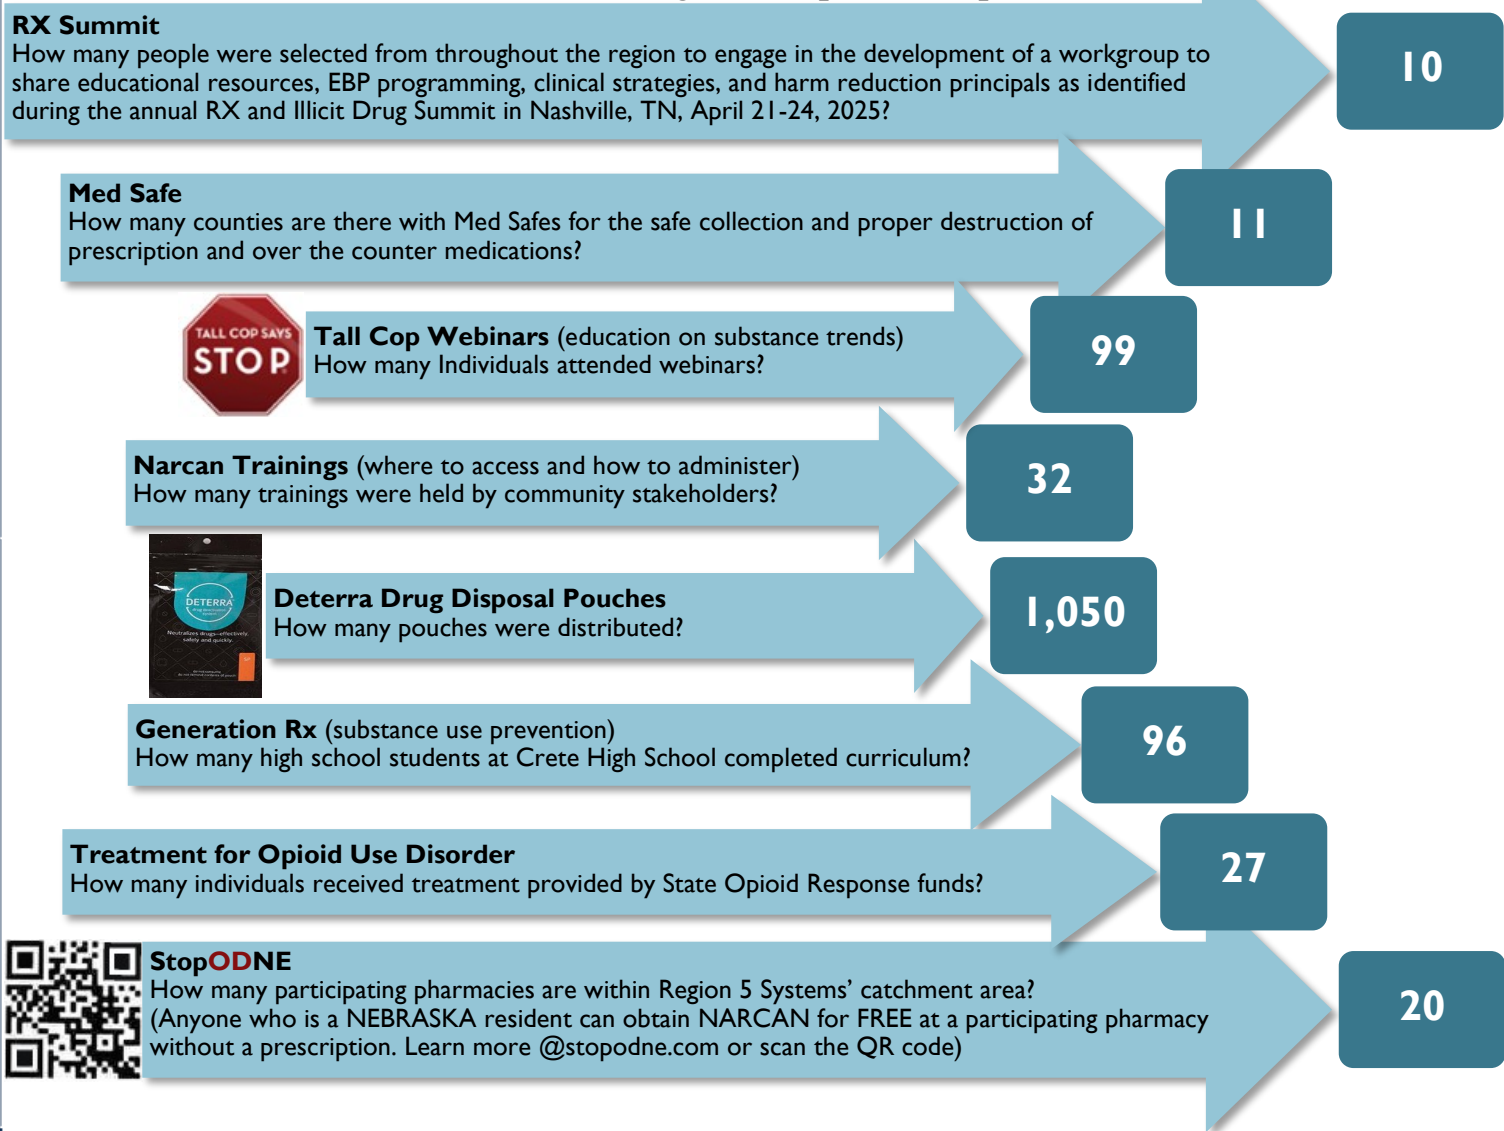 RX Summit
How many people were selected from throughout the region to engage in the development of a workgroup to
share educational resources, EBP programming, clinical strategies, and harm reduction principals as identified
during the annual RX and Illicit Drug Summit in Nashville, TN, April 21-24, 2025?
10
Med Safe
How many counties are there with Med Safes for the safe collection and proper destruction of
prescription and over the counter medications?
11
TALL COP SAYS
STOP
Tall Cop Webinars (education on substance trends)
How many Individuals attended webinars?
99
Narcan Trainings (where to access and how to administer)
How many trainings were held by community stakeholders?
32
DETERRA
Neutralizes drugs—effectively,
safely and quickly.
Deterra Drug Disposal Pouches
How many pouches were distributed?
1,050
Generation Rx (substance use prevention)
How many high school students at Crete High School completed curriculum?
96
Treatment for Opioid Use Disorder
How many individuals received treatment provided by State Opioid Response funds?
27
StopODNE
How many participating pharmacies are within Region 5 Systems’ catchment area?
(Anyone who is a NEBRASKA resident can obtain NARCAN for FREE at a participating pharmacy
without a prescription. Learn more @stopodne.com or scan the QR code)
20